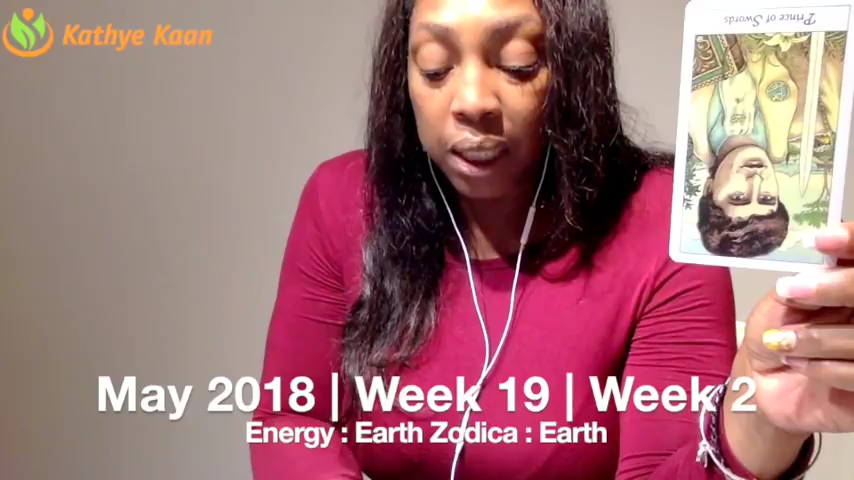 Kathye Kaan
Prince of Swords
May 2018 | Week 19 | Week 2
Energy : Earth Zodica : Earth